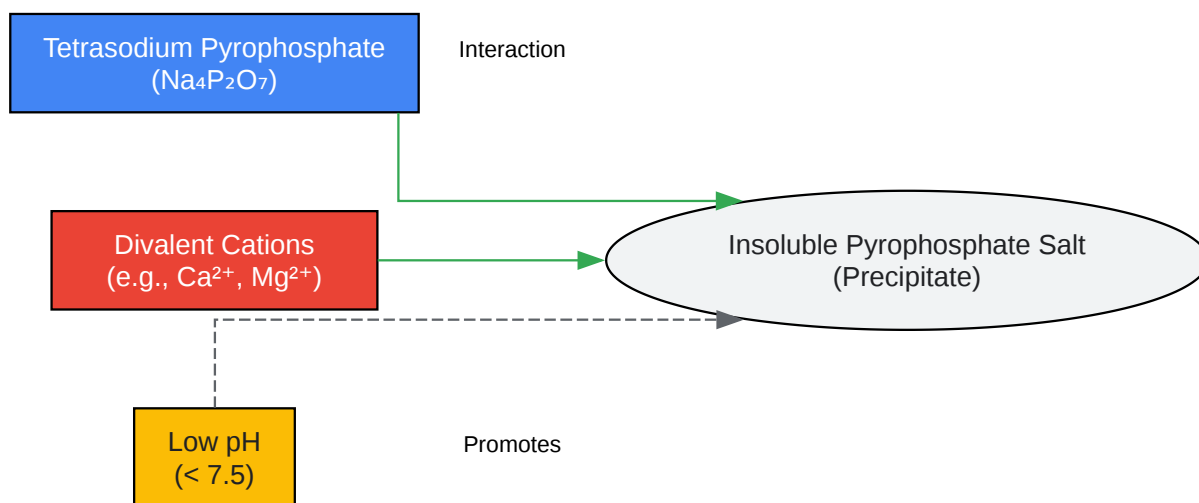 Tetrasodium Pyrophosphate
(Na₄P₂O₇)
Interaction
Divalent Cations
(e.g., Ca²⁺, Mg²⁺)
Insoluble Pyrophosphate Salt
(Precipitate)
Low pH
(< 7.5)
Promotes